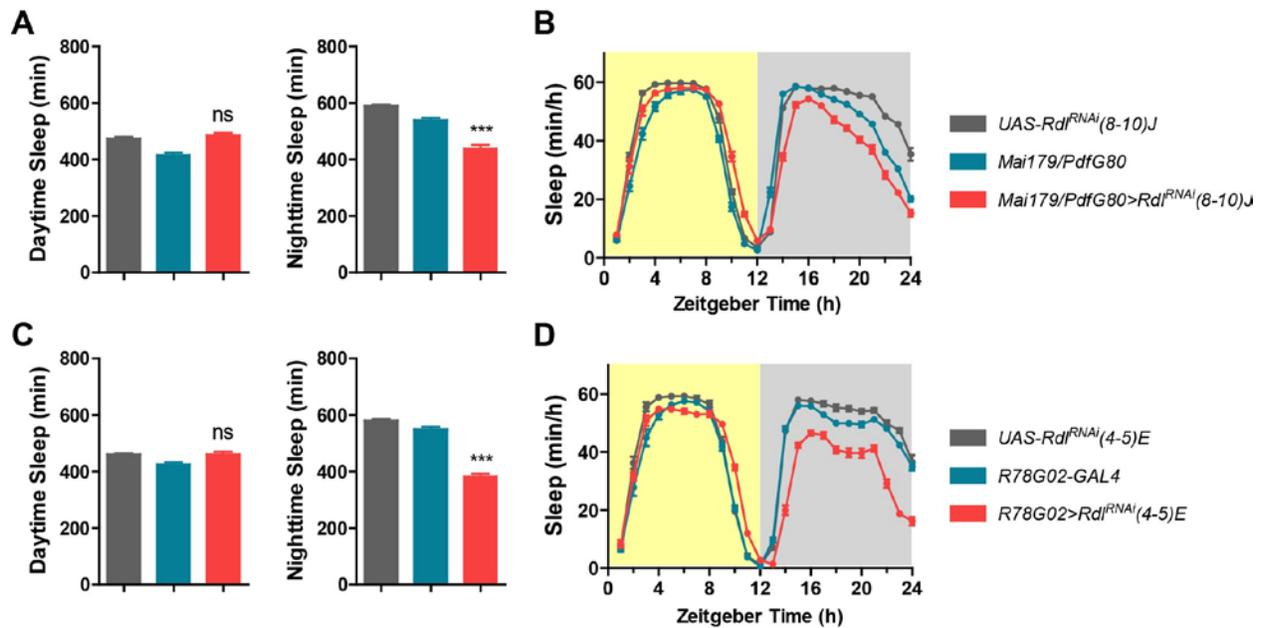 A
Daytime Sleep (min)
800
600
400
200
0
ns
Nighttime Sleep (min)
800
600
400
200
0
***
B
Sleep (min/h)
60
40
20
0
0 4 8 12 16 20 24
Zeitgeber Time (h)
UAS-Rdl^RNAi(8-10)J
Mai179/PdfG80
Mai179/PdfG80>Rdl^RNAi(8-10)J
C
Daytime Sleep (min)
800
600
400
200
0
ns
Nighttime Sleep (min)
800
600
400
200
0
***
D
Sleep (min/h)
60
40
20
0
0 4 8 12 16 20 24
Zeitgeber Time (h)
UAS-Rdl^RNAi(4-5)E
R78G02-GAL4
R78G02>Rdl^RNAi(4-5)E